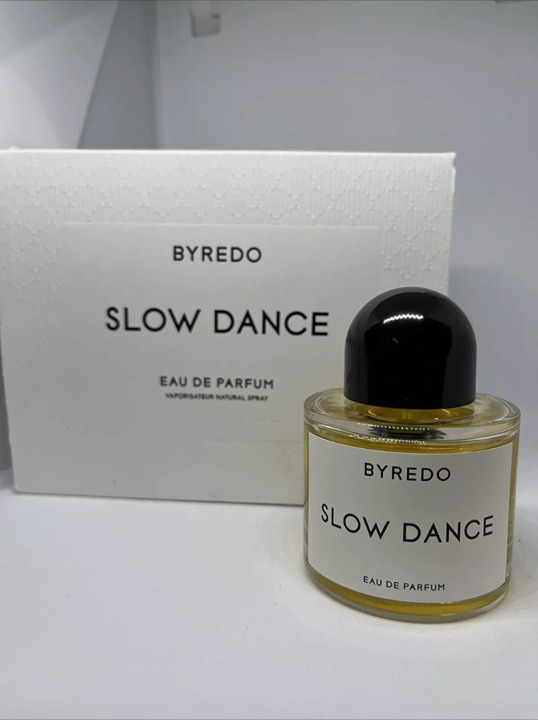 BYREDO
SLOW DANCE
EAU DE PARFUM
VAPORISATEUR NATURAL SPRAY
BYREDO
SLOW DANCE
EAU DE PARFUM